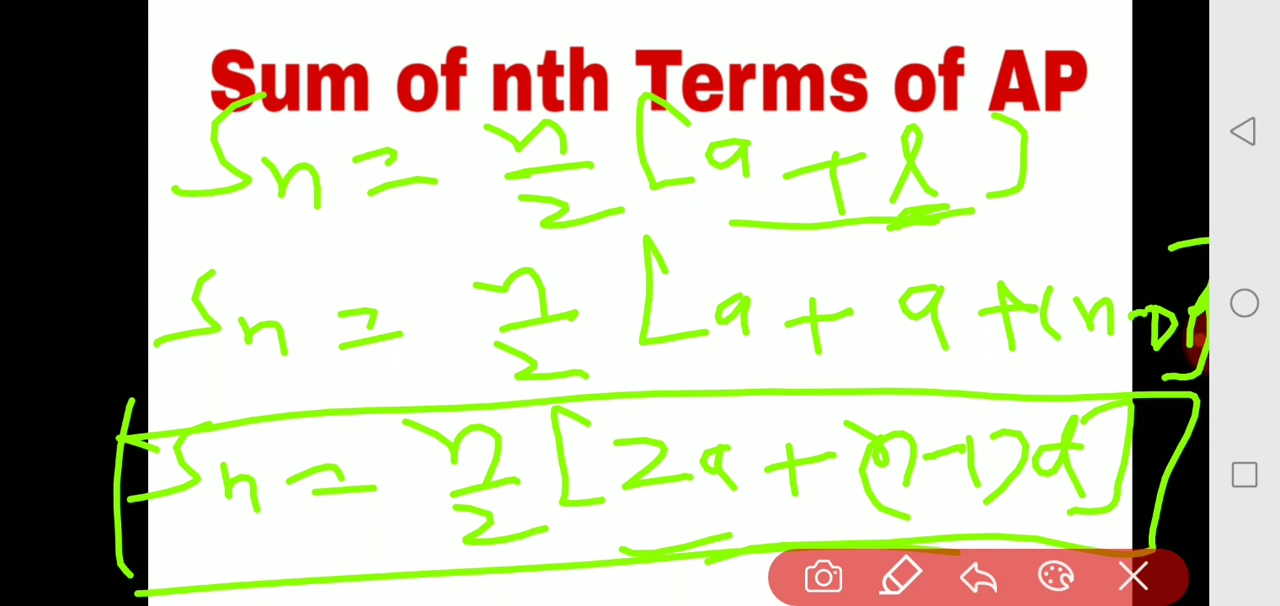 Sum of nth Terms of AP
Sn = n/2 [a + l]
Sn = n/2 [a + a + (n-1)d]
Sn = n/2 [2a + (n-1)d]